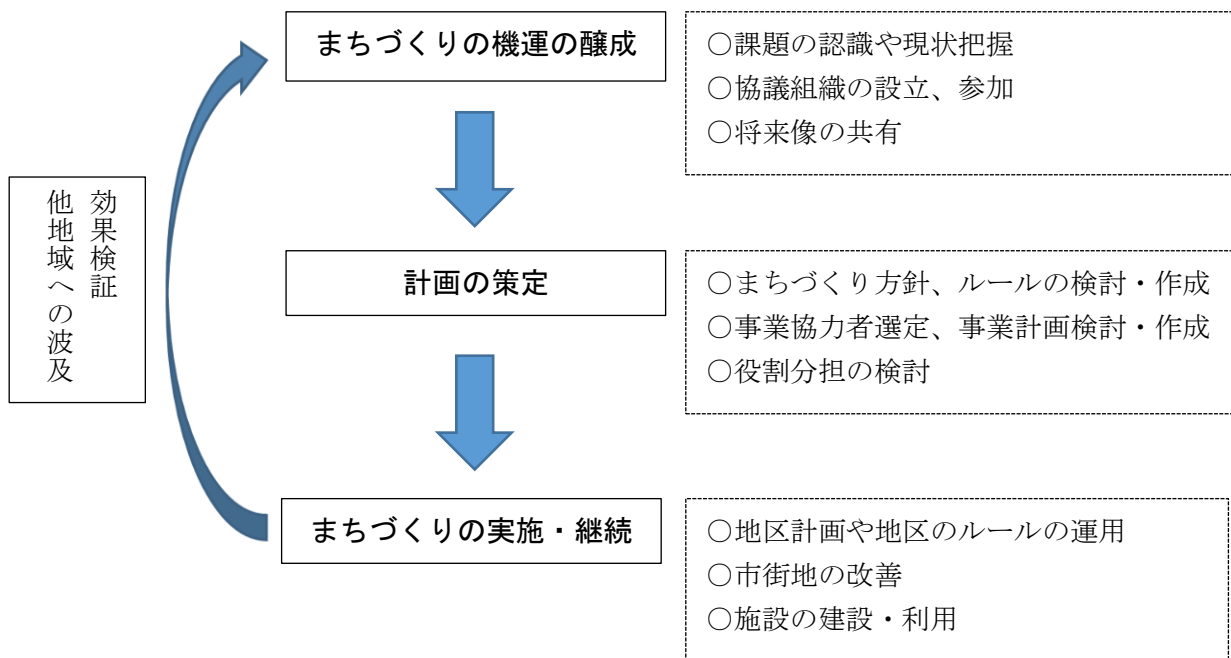 まちづくりの機運の醸成
○課題の認識や現状把握
○協議組織の設立、参加
○将来像の共有
効果検証
他地域への波及
計画の策定
○まちづくり方針、ルールの検討・作成
○事業協力者選定、事業計画検討・作成
○役割分担の検討
まちづくりの実施・継続
○地区計画や地区のルールの運用
○市街地の改善
○施設の建設・利用